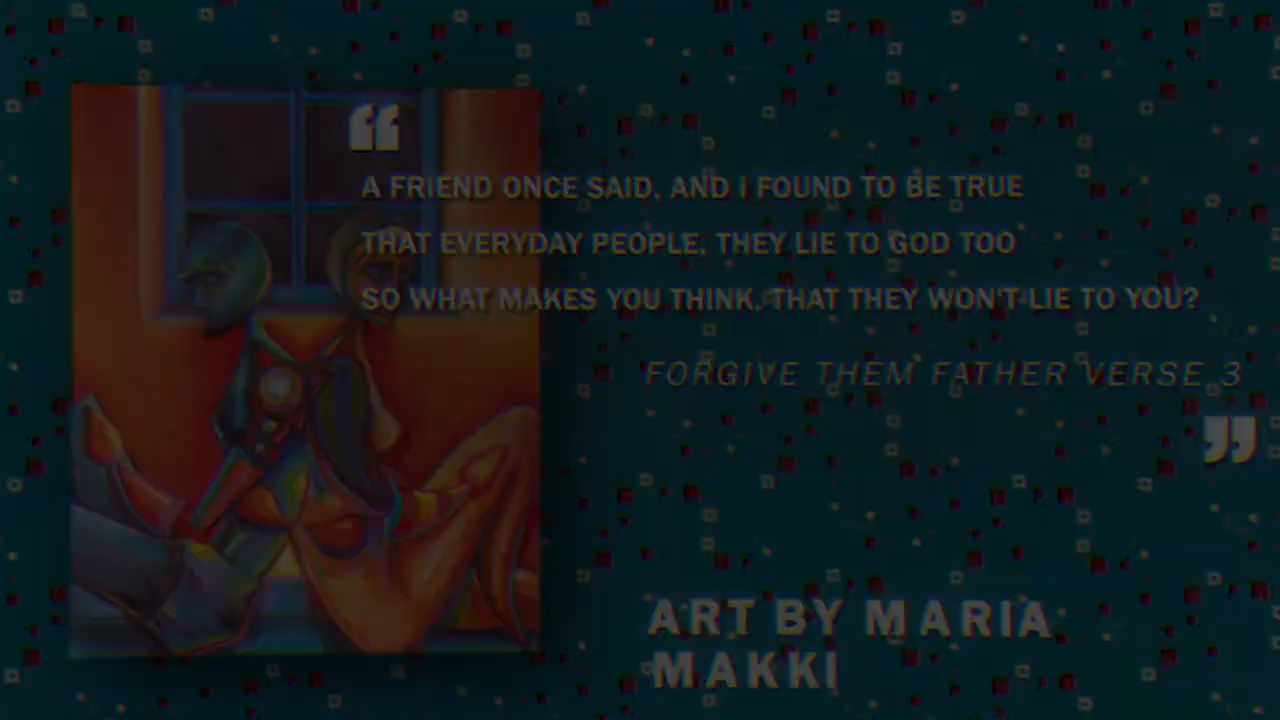 “
A FRIEND ONCE SAID, AND I FOUND TO BE TRUE
THAT EVERYDAY PEOPLE, THEY LIE TO GOD TOO
SO WHAT MAKES YOU THINK, THAT THEY WON'T LIE TO YOU?
FORGIVE THEM FATHER VERSE 3
”
ART BY MARIA
MAKKI